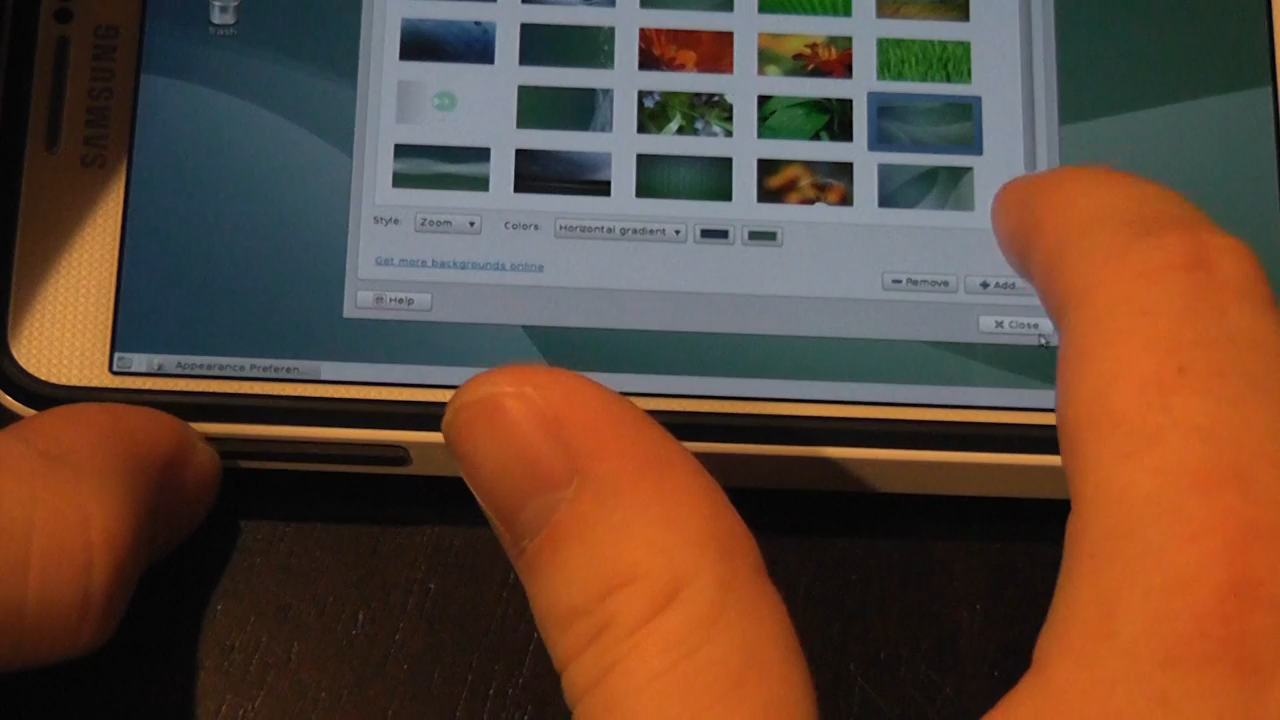 Trash
SAMSUNG
Style: Zoom Colors: Horizontal gradient
Get more backgrounds online
Remove Add...
Help
Close
Appearance Preferen...